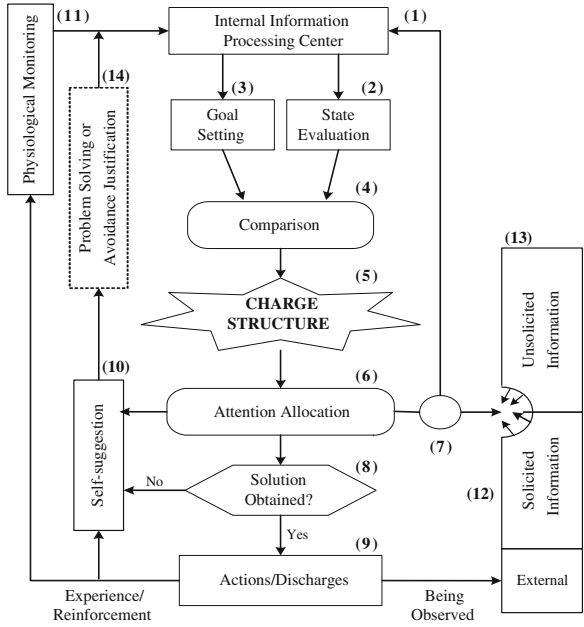 (11)
Internal Information
Processing Center
(1)
Physiological Monitoring
(14)
(3)
(2)
Goal
Setting
State
Evaluation
Problem Solving or
Avoidance Justification
(4)
Comparison
(13)
(5)
CHARGE
STRUCTURE
Unsolicited
Information
(10)
(6)
Attention Allocation
(7)
Self-suggestion
(8)
Solution
Obtained?
No
(12)
Solicited
Information
Yes
(9)
Actions/Discharges
External
Experience/
Reinforcement
Being
Observed